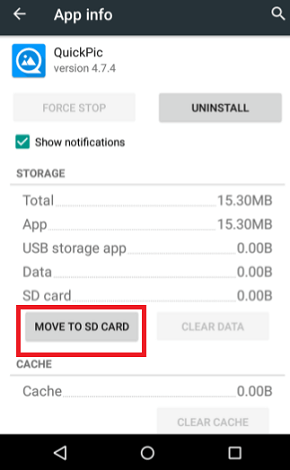 App info
QuickPic
version 4.7.4
FORCE STOP UNINSTALL
Show notifications
STORAGE
Total 15.30MB
App 15.30MB
USB storage app 0.00B
Data 0.00B
SD card 0.00B
MOVE TO SD CARD CLEAR DATA
CACHE
Cache 0.00B
CLEAR CACHE